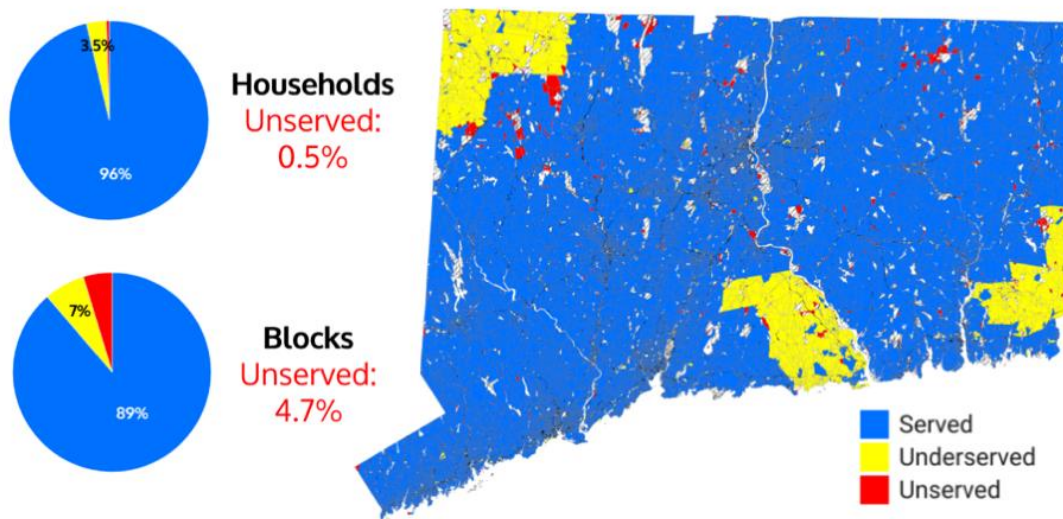 3.5%
96%
Households
Unserved:
0.5%
7%
89%
Blocks
Unserved:
4.7%
Served
Underserved
Unserved